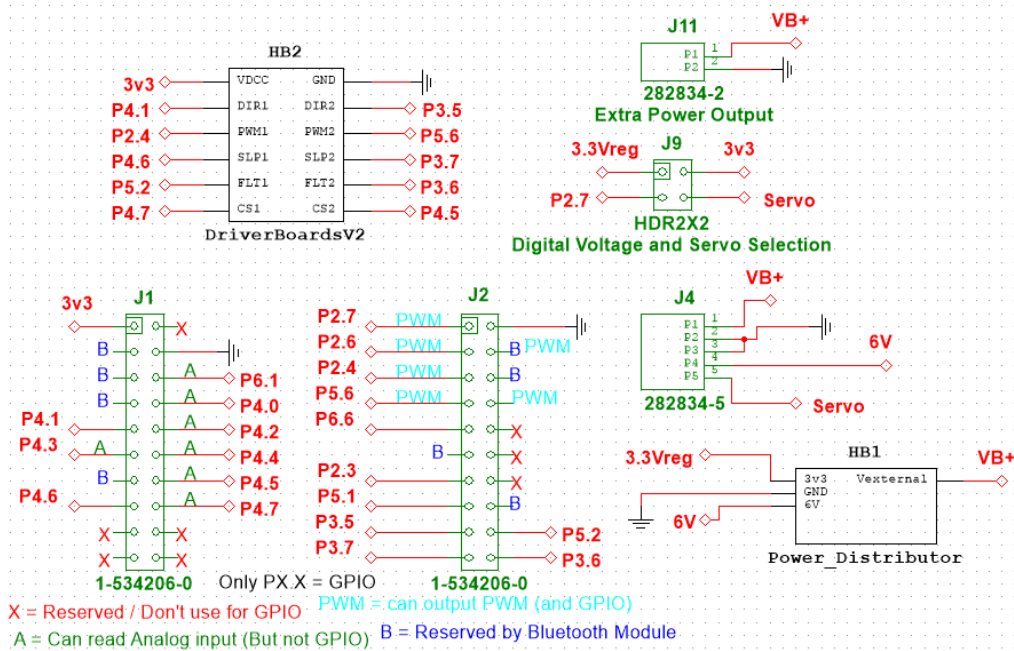 HB2
3v3 VDCC GND
P4.1 DIR1 DIR2 P3.5
P2.4 PWM1 PWM2 P5.6
P4.6 SLP1 SLP2 P3.7
P5.2 FLT1 FLT2 P3.6
P4.7 CS1 CS2 P4.5
DriverBoardsV2
J11
VB+
P1 1
P2 2
282834-2
Extra Power Output
3.3Vreg J9 3v3
P2.7 Servo
HDR2X2
Digital Voltage and Servo Selection
J1
3v3 X
B
B A P6.1
B A P4.0
P4.1 A P4.2
P4.3 A A P4.4
B A P4.5
P4.6 A P4.7
X X
X X
1-534206-0
J2
P2.7 PWM
P2.6 PWM B PWM
P2.4 PWM B
P5.6 PWM PWM
P6.6 X
B X
P2.3 X
P5.1 B
P3.5 P5.2
P3.7 P3.6
1-534206-0
J4
VB+
P1 1
P2 2
P3 3
P4 4 6V
P5 5
282834-5 Servo
HB1
3.3Vreg VB+
3v3 Vexternal
GND
6V 6V
Power_Distributor
Only PX.X = GPIO
X = Reserved / Don't use for GPIO
PWM = can output PWM (and GPIO)
A = Can read Analog input (But not GPIO)
B = Reserved by Bluetooth Module